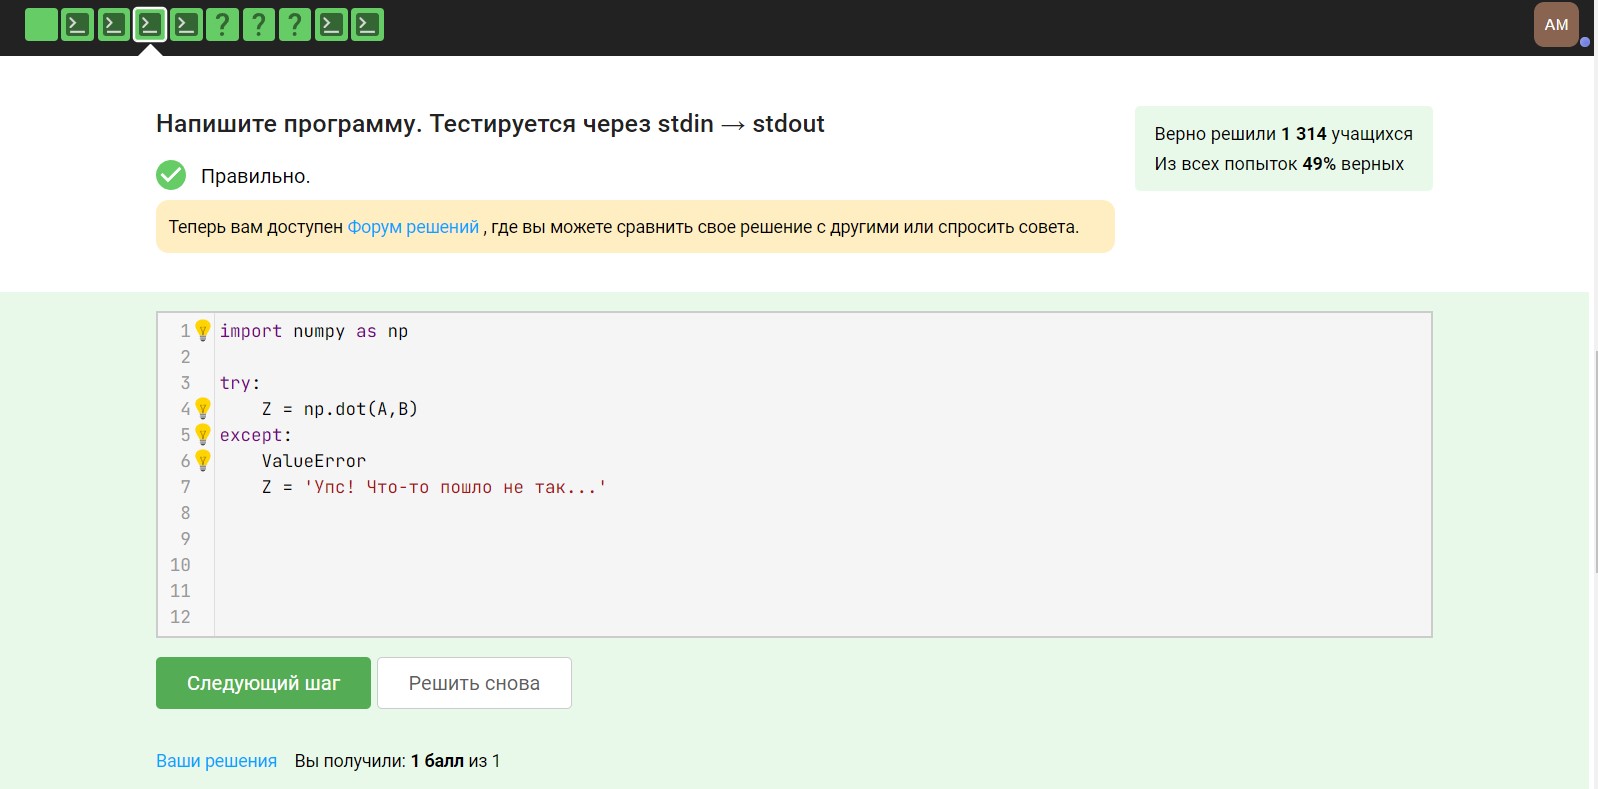 AM
Напишите программу. Тестируется через stdin → stdout
Верно решили 1 314 учащихся
Из всех попыток 49% верных
Правильно.
Теперь вам доступен Форум решений , где вы можете сравнить свое решение с другими или спросить совета.
1 import numpy as np
2
3 try:
4     Z = np.dot(A,B)
5 except:
6     ValueError
7     Z = 'Упс! Что-то пошло не так...'
8
9
10
11
12
Следующий шаг Решить снова
Ваши решения Вы получили: 1 балл из 1